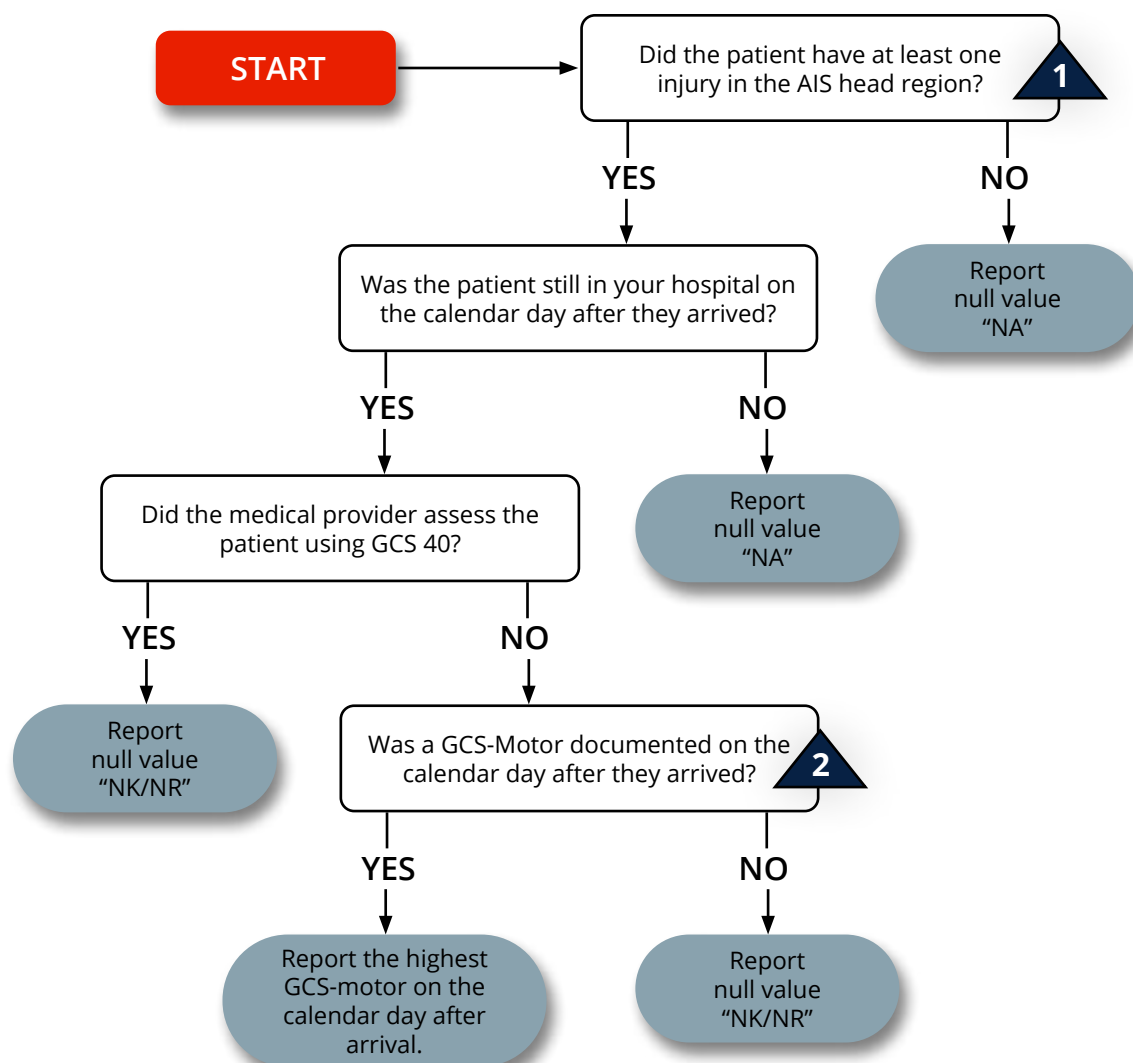 START
Did the patient have at least one
injury in the AIS head region?
1
YES
NO
Was the patient still in your hospital on
the calendar day after they arrived?
Report
null value
“NA”
YES
NO
Did the medical provider assess the
patient using GCS 40?
Report
null value
“NA”
YES
NO
Report
null value
“NK/NR”
Was a GCS-Motor documented on the
calendar day after they arrived?
2
YES
NO
Report the highest
GCS-motor on the
calendar day after
arrival.
Report
null value
“NK/NR”